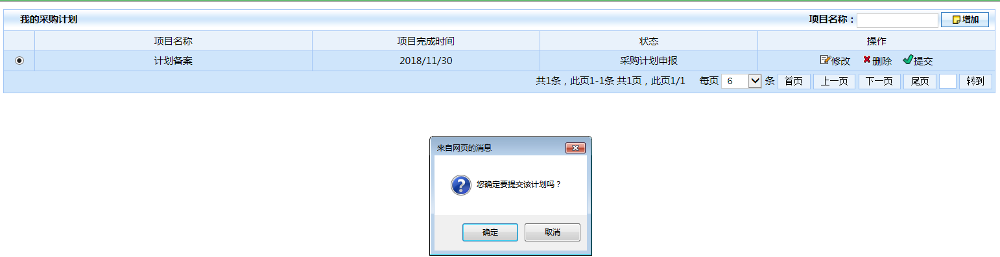 我的采购计划 项目名称： 增加
项目名称 项目完成时间 状态 操作
计划备案 2018/11/30 采购计划申报 修改 删除 提交
共1条，此页1-1条 共1页，此页1/1 每页 6 条 首页 上一页 下一页 尾页 转到
来自网页的消息
您确定要提交该计划吗？
确定 取消